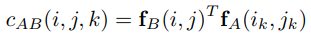 c_{AB}(i, j, k) = \mathbf{f}_B(i, j)^T \mathbf{f}_A(i_k, j_k)